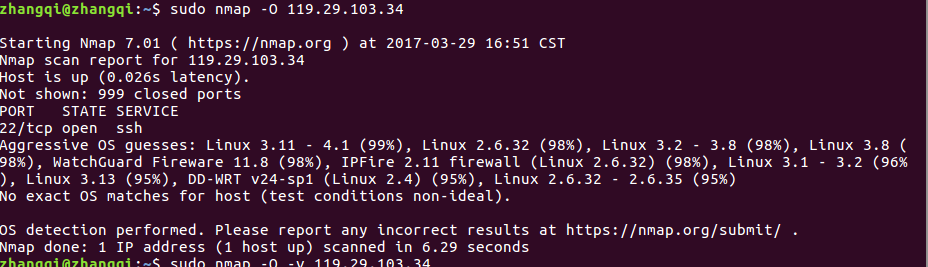 zhangqi@zhangqi:~$ sudo nmap -O 119.29.103.34
Starting Nmap 7.01 ( https://nmap.org ) at 2017-03-29 16:51 CST
Nmap scan report for 119.29.103.34
Host is up (0.026s latency).
Not shown: 999 closed ports
PORT   STATE SERVICE
22/tcp open  ssh
Aggressive OS guesses: Linux 3.11 - 4.1 (99%), Linux 2.6.32 (98%), Linux 3.2 - 3.8 (98%), Linux 3.8 (
98%), WatchGuard Fireware 11.8 (98%), IPFire 2.11 firewall (Linux 2.6.32) (98%), Linux 3.1 - 3.2 (96%
), Linux 3.13 (95%), DD-WRT v24-sp1 (Linux 2.4) (95%), Linux 2.6.32 - 2.6.35 (95%)
No exact OS matches for host (test conditions non-ideal).
OS detection performed. Please report any incorrect results at https://nmap.org/submit/ .
Nmap done: 1 IP address (1 host up) scanned in 6.29 seconds
zhangqi@zhangqi:~$ sudo nmap -O -v 119.29.103.34